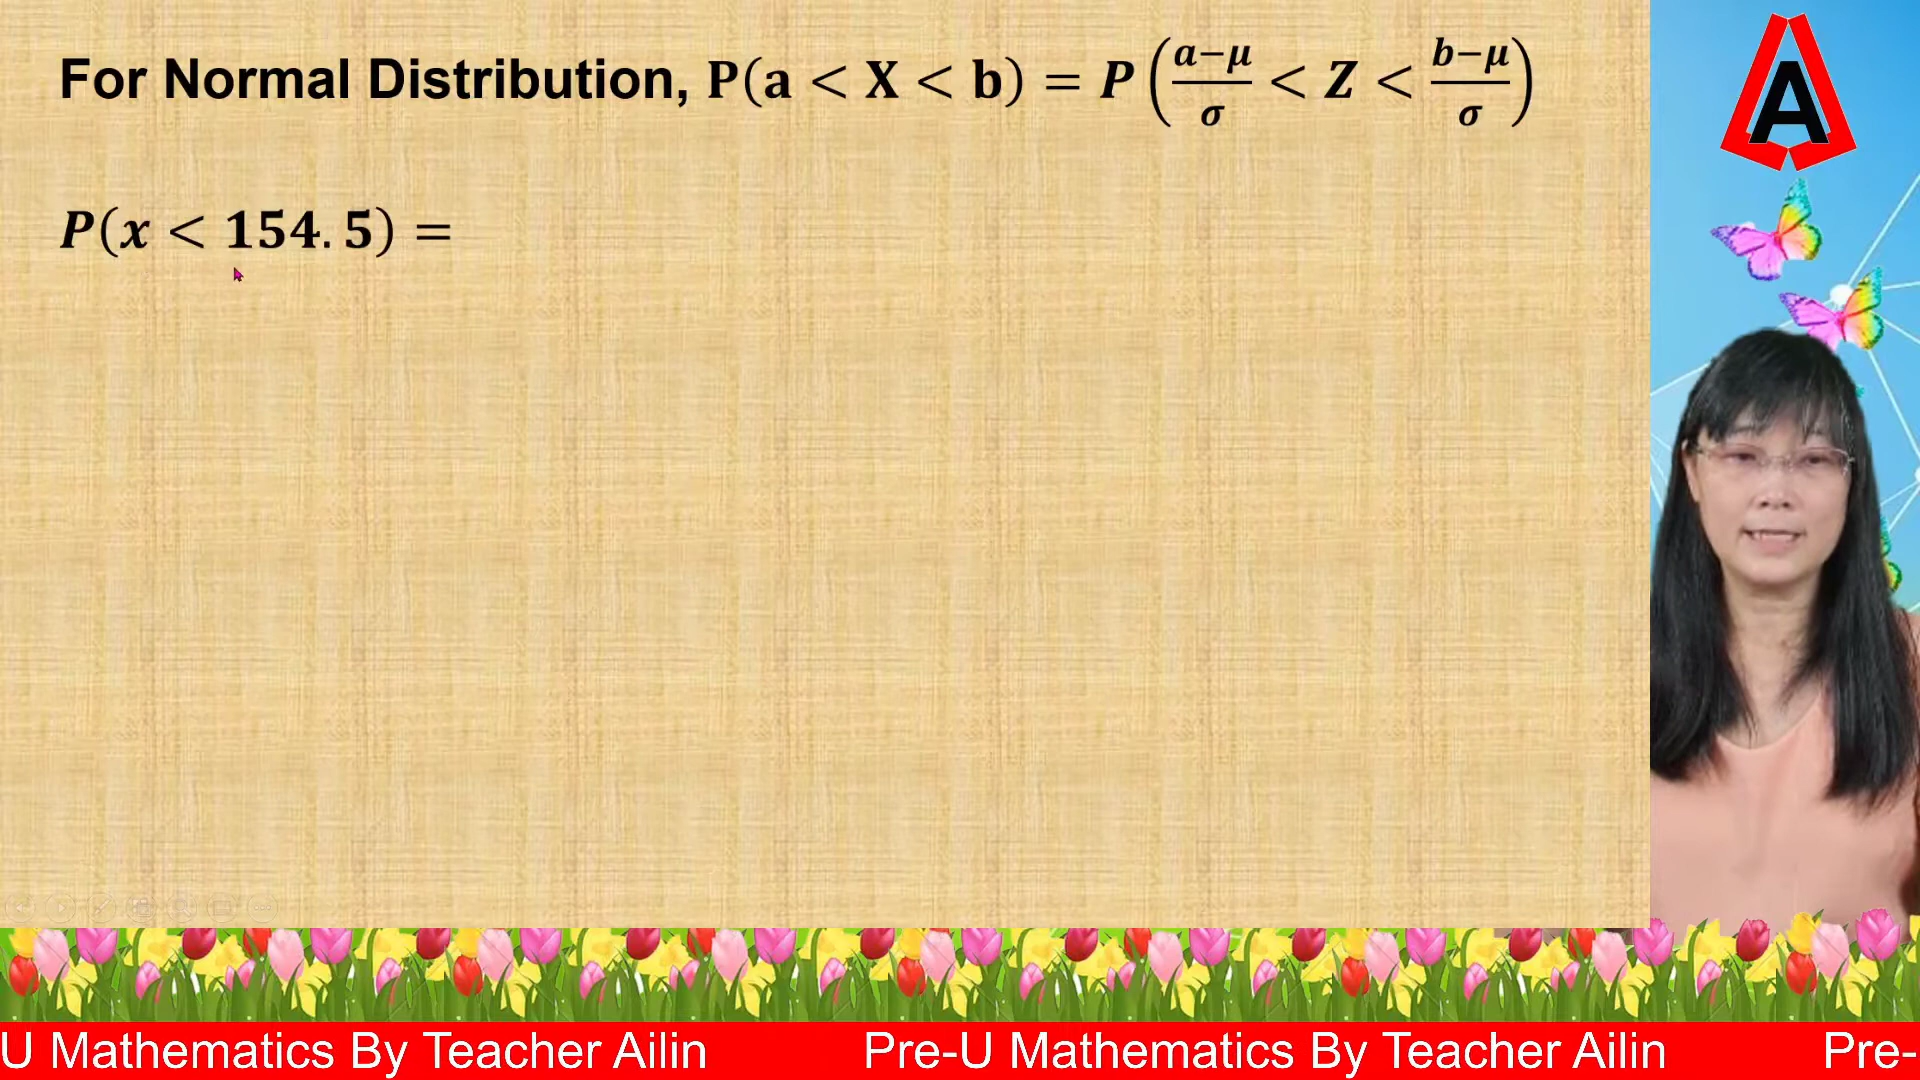 For Normal Distribution, P(a < X < b) = P((a−μ)/σ < Z < (b−μ)/σ)
A
P(x < 154.5) =
U Mathematics By Teacher Ailin Pre-U Mathematics By Teacher Ailin Pre-